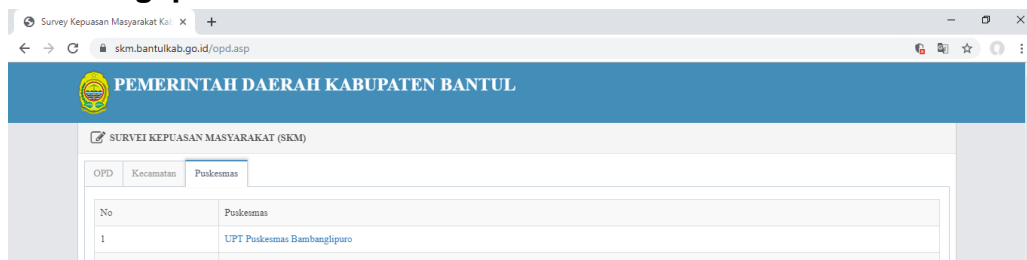 Survey Kepuasan Masyarakat Kab
skm.bantulkab.go.id/opd.asp
PEMERINTAH DAERAH KABUPATEN BANTUL
SURVEI KEPUASAN MASYARAKAT (SKM)
OPD Kecamatan Puskesmas
No Puskesmas
1 UPT Puskesmas Bambanglipuro